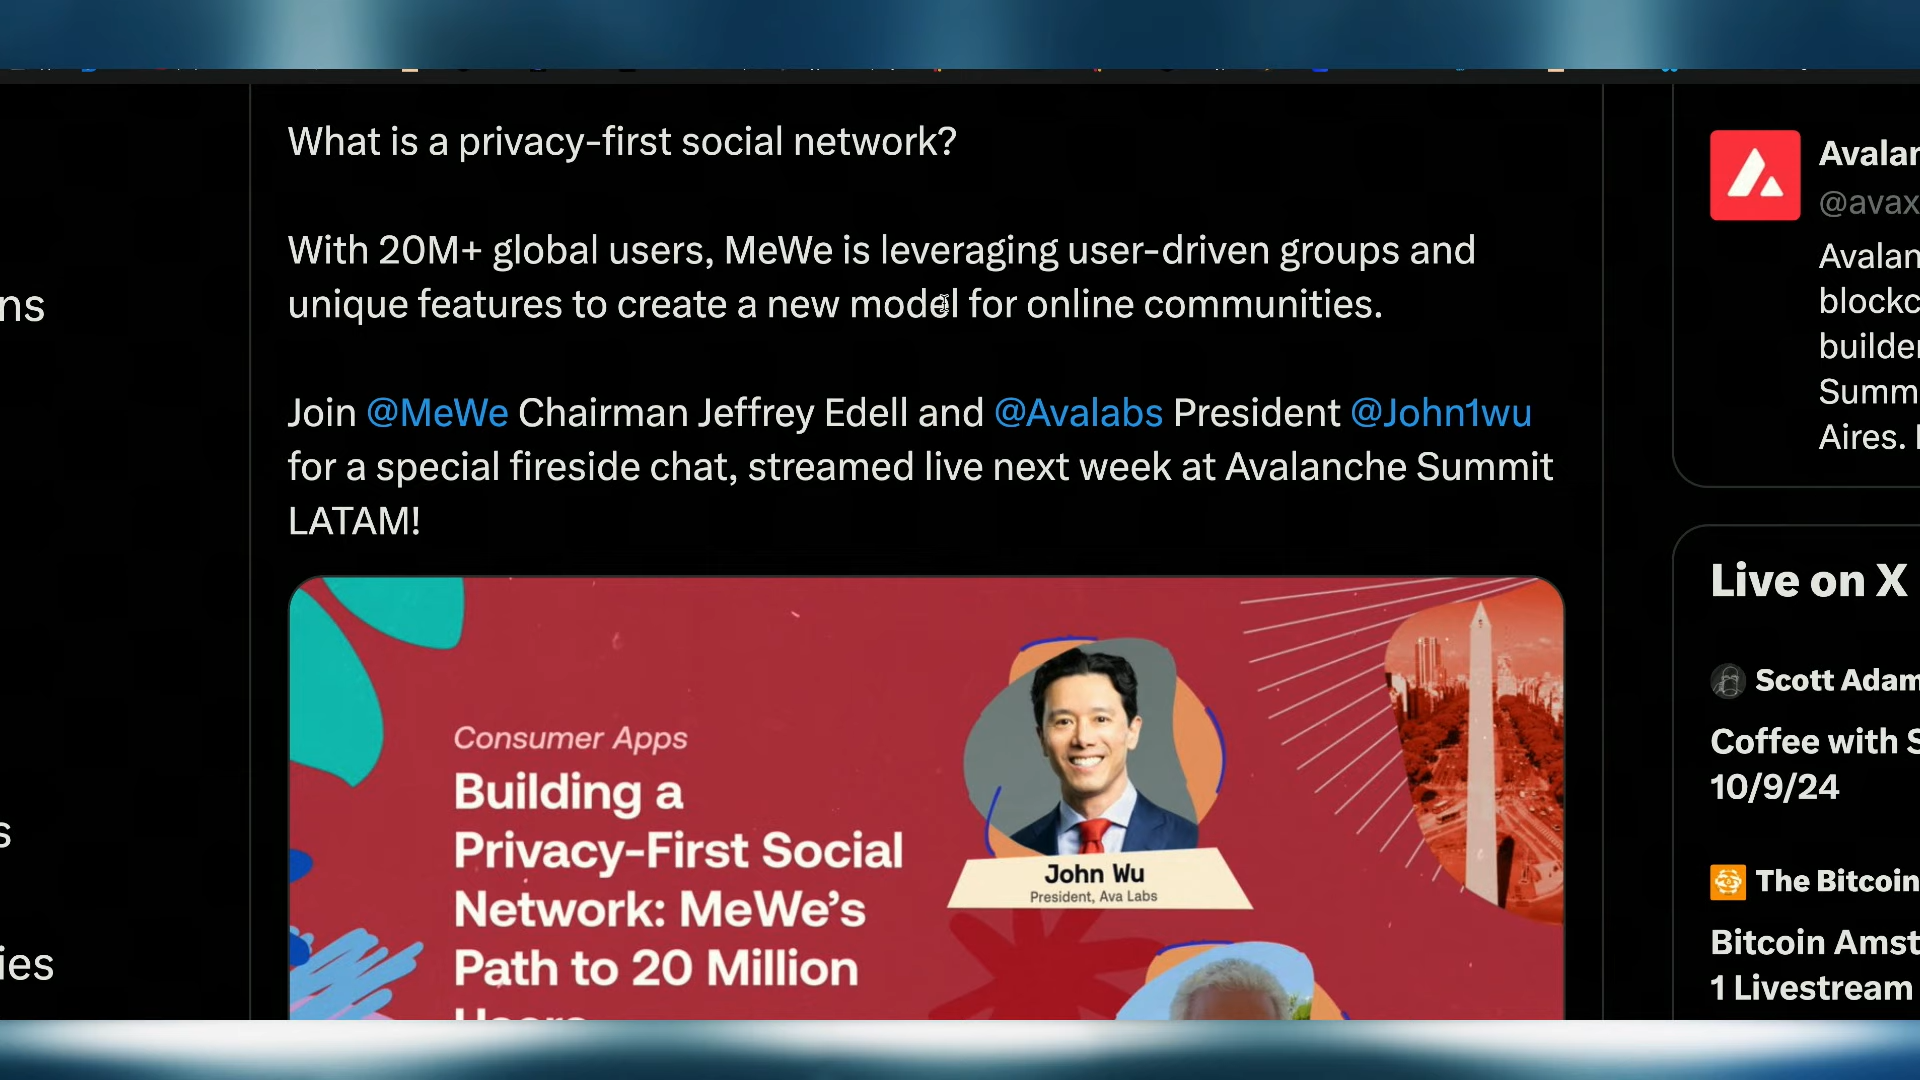 What is a privacy-first social network?
With 20M+ global users, MeWe is leveraging user-driven groups and
unique features to create a new model for online communities.
Join @MeWe Chairman Jeffrey Edell and @Avalabs President @John1wu
for a special fireside chat, streamed live next week at Avalanche Summit
LATAM!
Consumer Apps
Building a
Privacy-First Social
Network: MeWe's
Path to 20 Million
Users
John Wu
President, Ava Labs
ns
s
ies
Avalan
@avax
Avalan
blockc
builder
Summ
Aires.
Live on X
Scott Adam
Coffee with S
10/9/24
The Bitcoin
Bitcoin Amst
1 Livestream